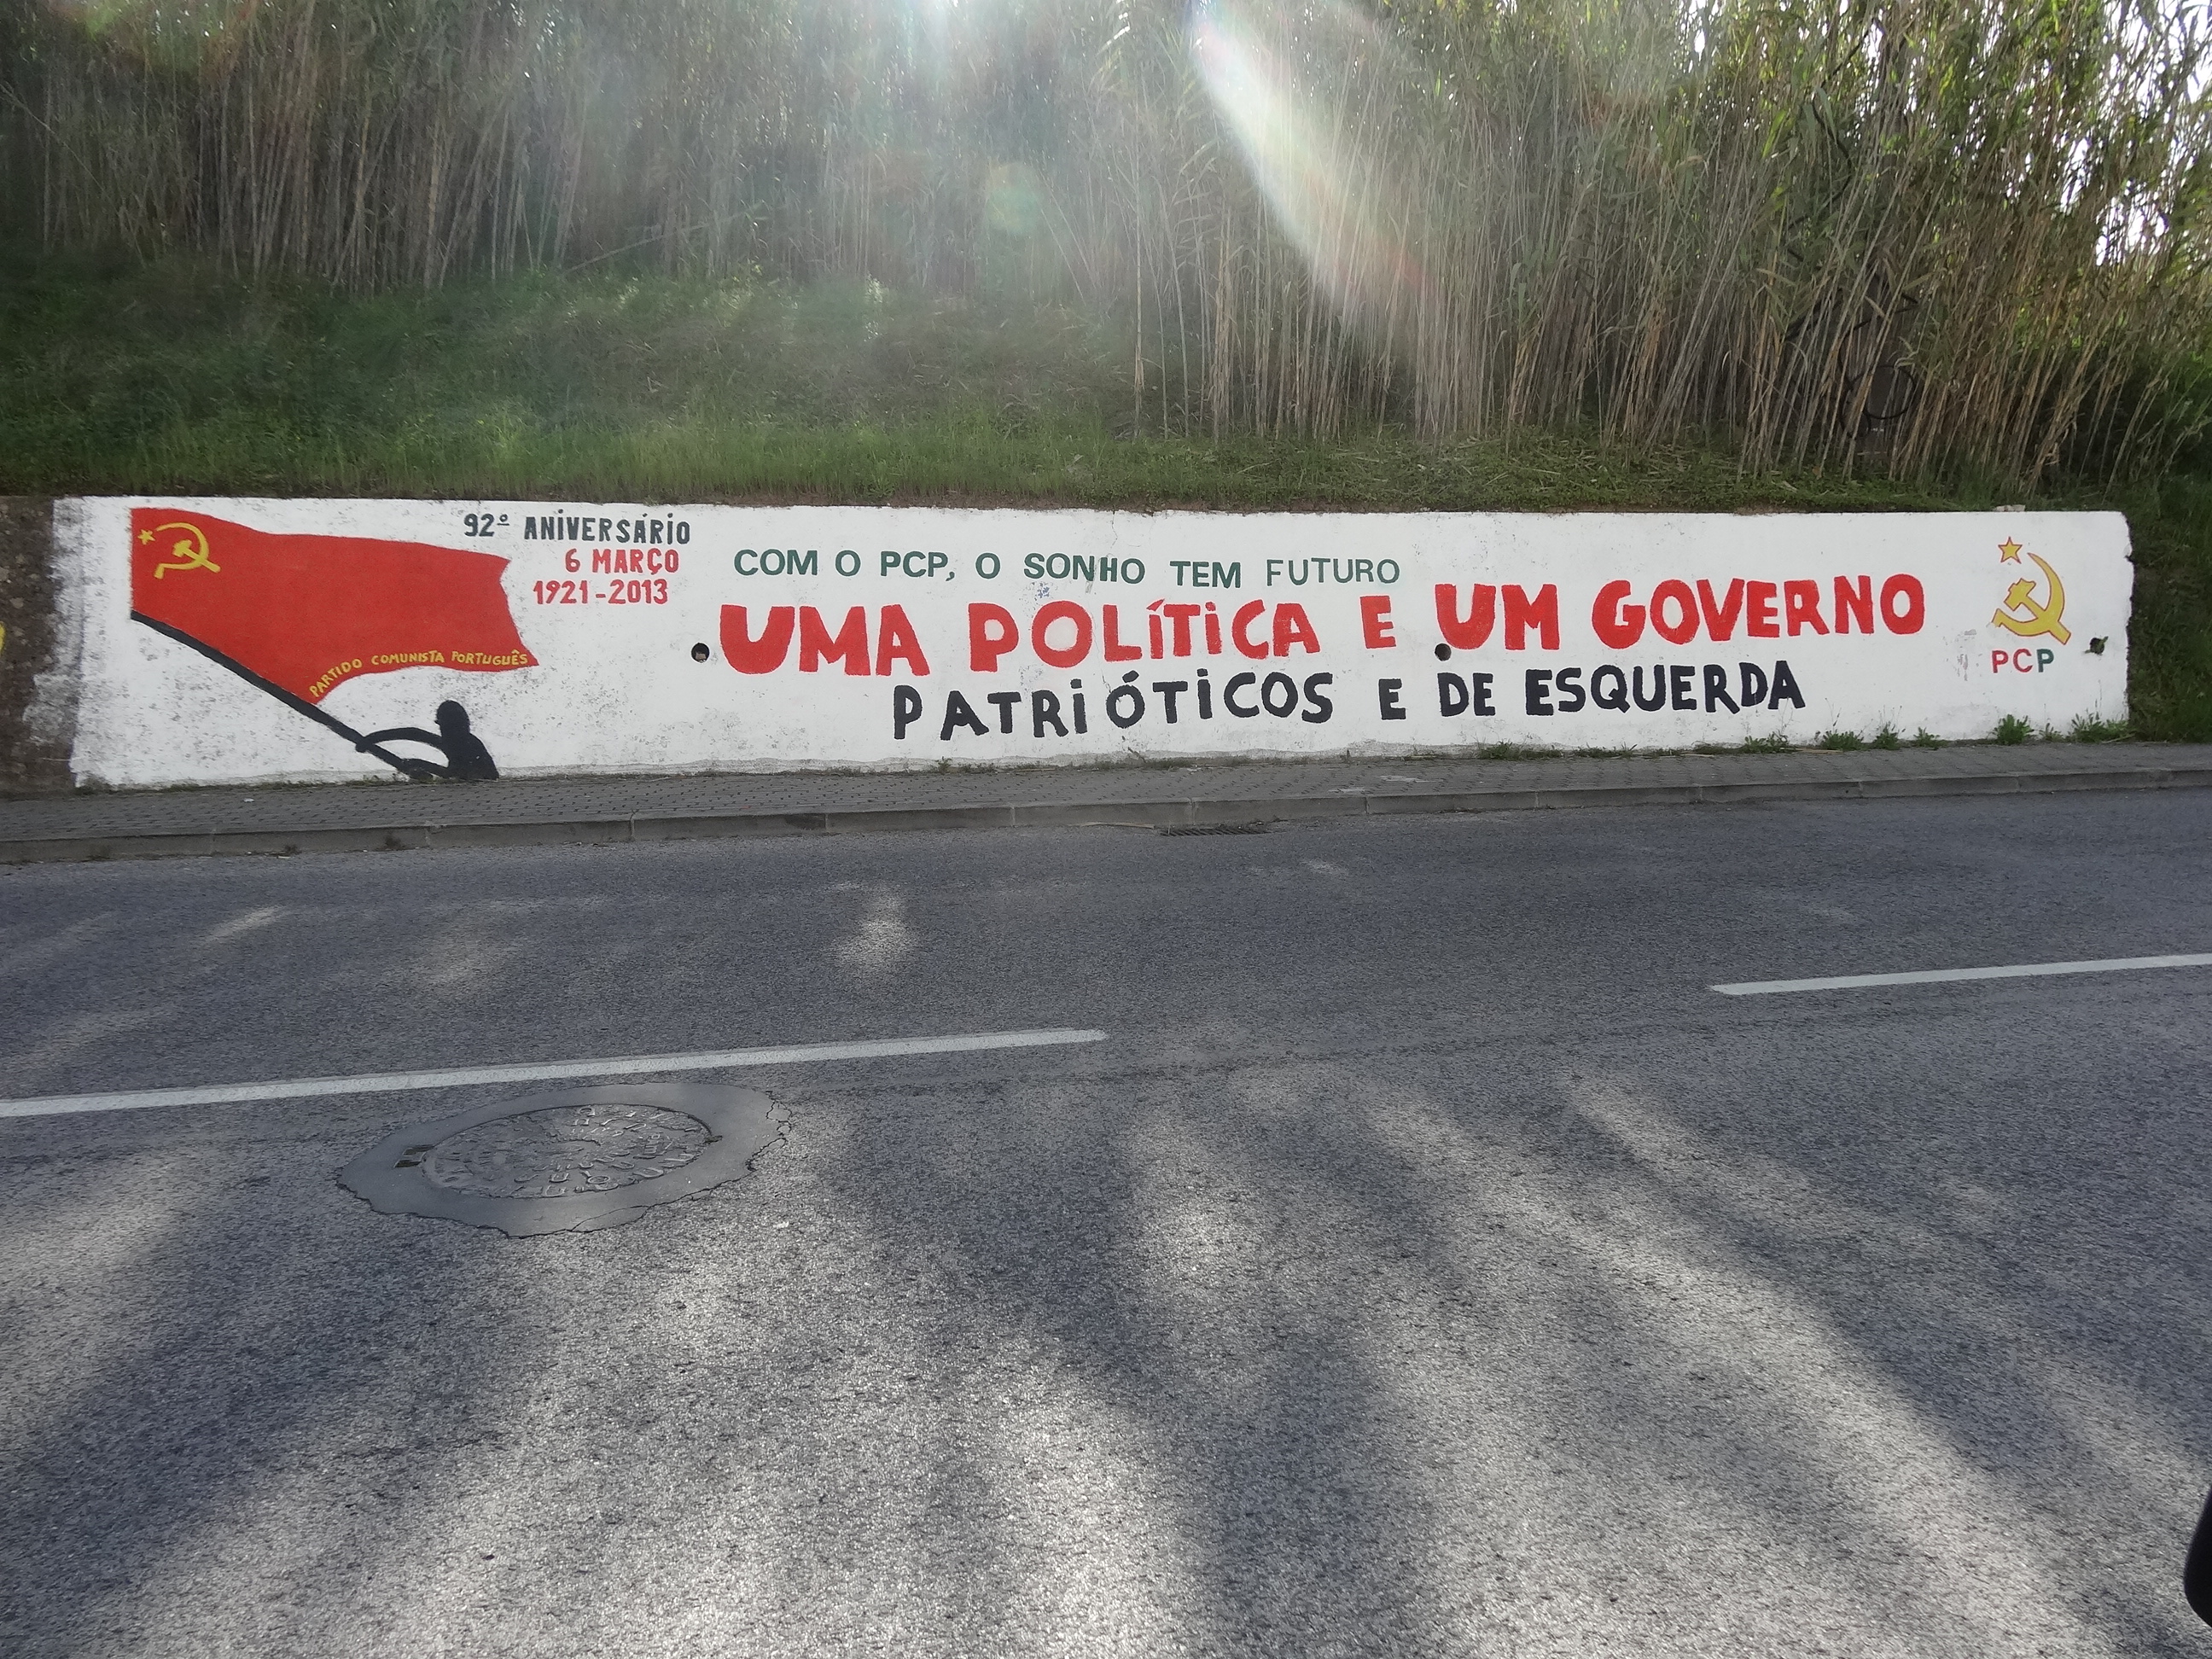 92º ANIVERSÁRIO
6 MARÇO
1921-2013
PARTIDO COMUNISTA PORTUGUÊS
COM O PCP, O SONHO TEM FUTURO
UMA POLÍTICA E UM GOVERNO
PATRIÓTICOS E DE ESQUERDA
PCP